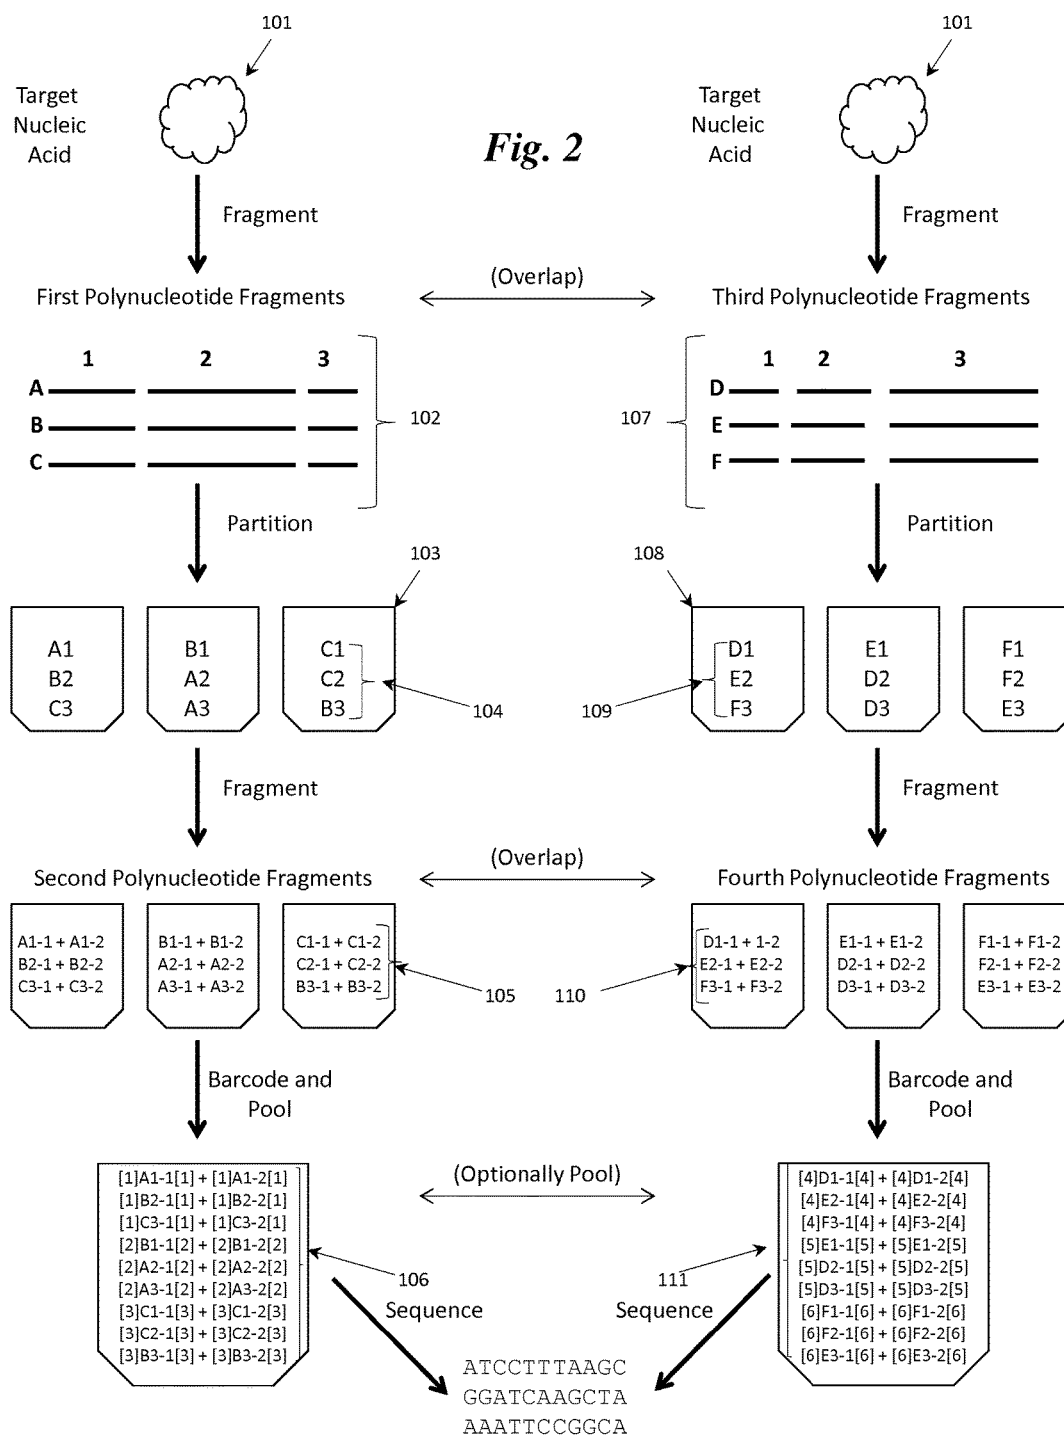 101
101
Target
Nucleic
Acid
Target
Nucleic
Acid
Fig. 2
Fragment
Fragment
(Overlap)
First Polynucleotide Fragments
Third Polynucleotide Fragments
1 2 3
A
B
C
102
1 2 3
D
E
F
107
Partition
Partition
103
108
A1
B2
C3
B1
A2
A3
C1
C2
B3
104
D1
E2
F3
109
E1
D2
D3
F1
F2
E3
Fragment
Fragment
(Overlap)
Second Polynucleotide Fragments
Fourth Polynucleotide Fragments
A1-1 + A1-2
B2-1 + B2-2
C3-1 + C3-2
B1-1 + B1-2
A2-1 + A2-2
A3-1 + A3-2
C1-1 + C1-2
C2-1 + C2-2
B3-1 + B3-2
105
110
D1-1 + 1-2
E2-1 + E2-2
F3-1 + F3-2
E1-1 + E1-2
D2-1 + D2-2
D3-1 + D3-2
F1-1 + F1-2
F2-1 + F2-2
E3-1 + E3-2
Barcode and
Pool
Barcode and
Pool
(Optionally Pool)
[1]A1-1[1] + [1]A1-2[1]
[1]B2-1[1] + [1]B2-2[1]
[1]C3-1[1] + [1]C3-2[1]
[2]B1-1[2] + [2]B1-2[2]
[2]A2-1[2] + [2]A2-2[2]
[2]A3-1[2] + [2]A3-2[2]
[3]C1-1[3] + [3]C1-2[3]
[3]C2-1[3] + [3]C2-2[3]
[3]B3-1[3] + [3]B3-2[3]
106
Sequence
111
Sequence
[4]D1-1[4] + [4]D1-2[4]
[4]E2-1[4] + [4]E2-2[4]
[4]F3-1[4] + [4]F3-2[4]
[5]E1-1[5] + [5]E1-2[5]
[5]D2-1[5] + [5]D2-2[5]
[5]D3-1[5] + [5]D3-2[5]
[6]F1-1[6] + [6]F1-2[6]
[6]F2-1[6] + [6]F2-2[6]
[6]E3-1[6] + [6]E3-2[6]
ATCCTTTAAGC
GGATCAAGCTA
AAATTCCGGCA